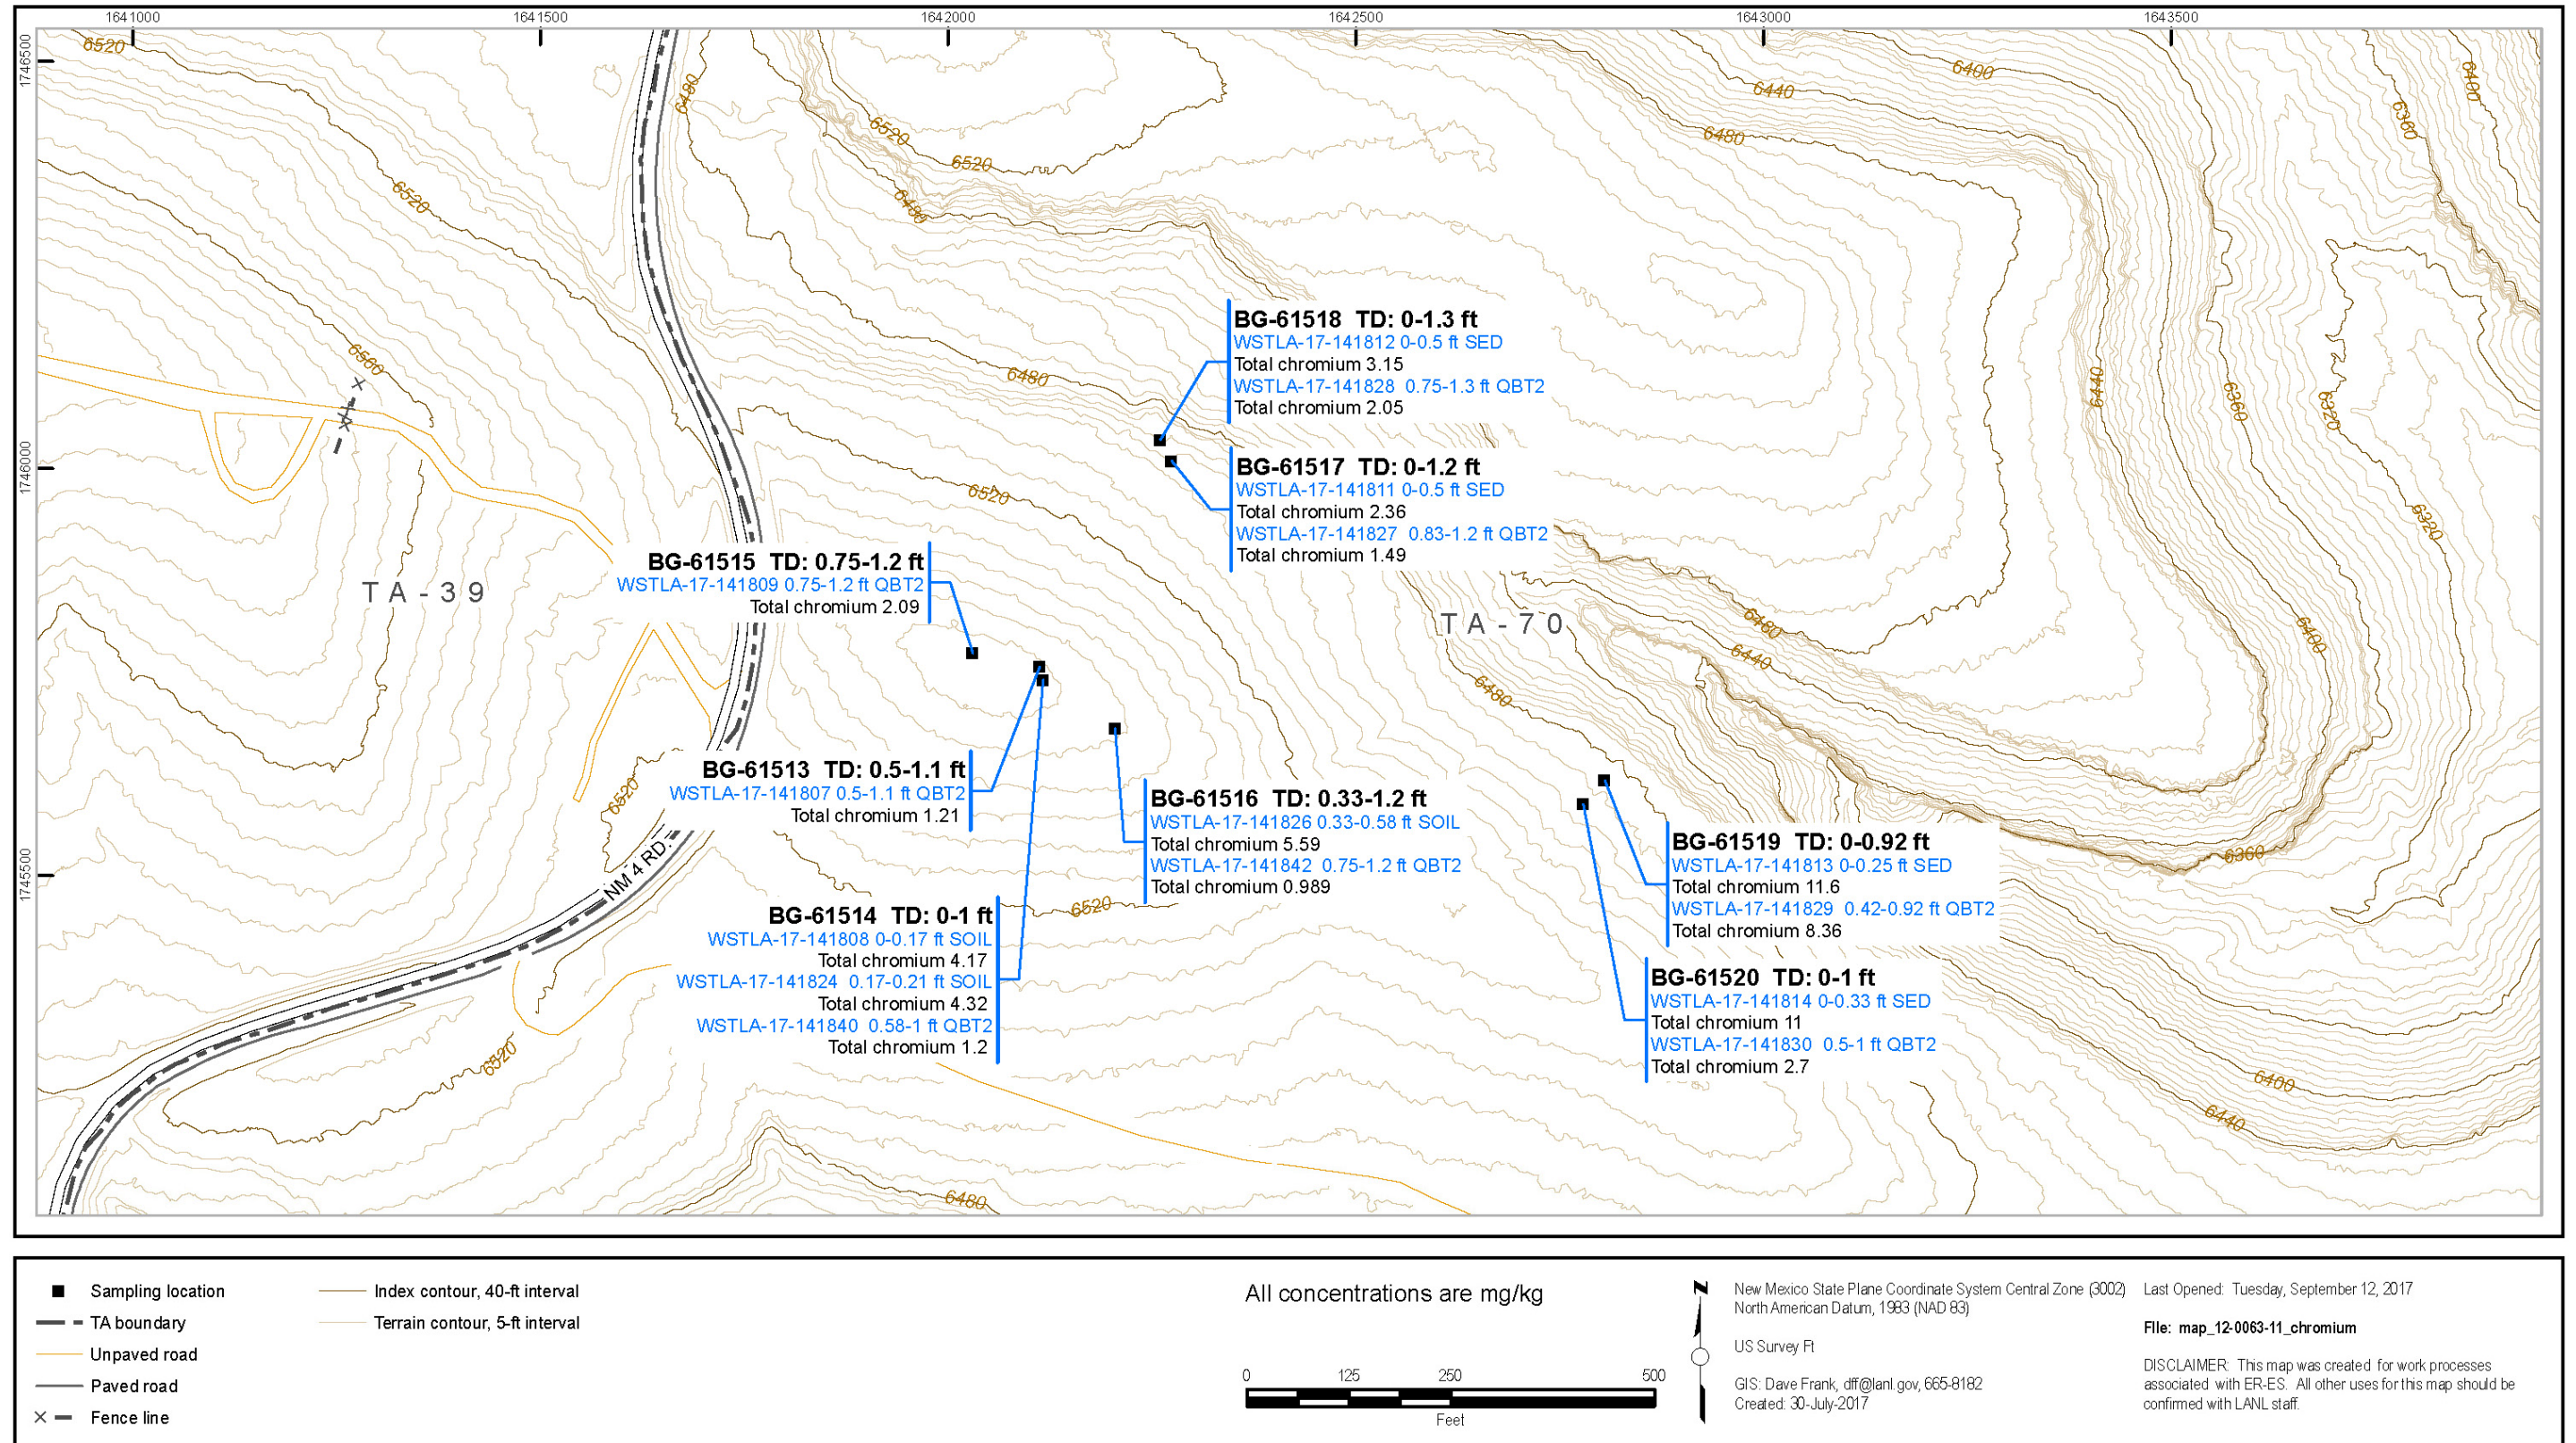 1641000
1641500
1642000
1642500
1643000
1643500
1746500
1746000
1745500
6520
6480
6520
6520
6480
6520
6400
6440
6480
6400
6360
6500
6480
6520
6440
6360
6320
6320
6400
6480
6440
6480
6520
6520
6520
6480
6360
6400
6440
TA-39
TA-70
NM 4 RD.
BG-61518 TD: 0-1.3 ft
WSTLA-17-141812 0-0.5 ft SED
Total chromium 3.15
WSTLA-17-141828 0.75-1.3 ft QBT2
Total chromium 2.05
BG-61517 TD: 0-1.2 ft
WSTLA-17-141811 0-0.5 ft SED
Total chromium 2.36
WSTLA-17-141827 0.83-1.2 ft QBT2
Total chromium 1.49
BG-61515 TD: 0.75-1.2 ft
WSTLA-17-141809 0.75-1.2 ft QBT2
Total chromium 2.09
BG-61513 TD: 0.5-1.1 ft
WSTLA-17-141807 0.5-1.1 ft QBT2
Total chromium 1.21
BG-61516 TD: 0.33-1.2 ft
WSTLA-17-141826 0.33-0.58 ft SOIL
Total chromium 5.59
WSTLA-17-141842 0.75-1.2 ft QBT2
Total chromium 0.989
BG-61514 TD: 0-1 ft
WSTLA-17-141808 0-0.17 ft SOIL
Total chromium 4.17
WSTLA-17-141824 0.17-0.21 ft SOIL
Total chromium 4.32
WSTLA-17-141840 0.58-1 ft QBT2
Total chromium 1.2
BG-61519 TD: 0-0.92 ft
WSTLA-17-141813 0-0.25 ft SED
Total chromium 11.6
WSTLA-17-141829 0.42-0.92 ft QBT2
Total chromium 8.36
BG-61520 TD: 0-1 ft
WSTLA-17-141814 0-0.33 ft SED
Total chromium 11
WSTLA-17-141830 0.5-1 ft QBT2
Total chromium 2.7
Sampling location
TA boundary
Unpaved road
Paved road
Fence line
Index contour, 40-ft interval
Terrain contour, 5-ft interval
All concentrations are mg/kg
0 125 250 500
Feet
N
New Mexico State Plane Coordinate System Central Zone (3002)
North American Datum, 1983 (NAD 83)
US Survey Ft
GIS: Dave Frank, dff@lanl.gov, 665-8182
Created: 30-July-2017
Last Opened: Tuesday, September 12, 2017
File: map_12-0063-11_chromium
DISCLAIMER: This map was created for work processes
associated with ER-ES. All other uses for this map should be
confirmed with LANL staff.